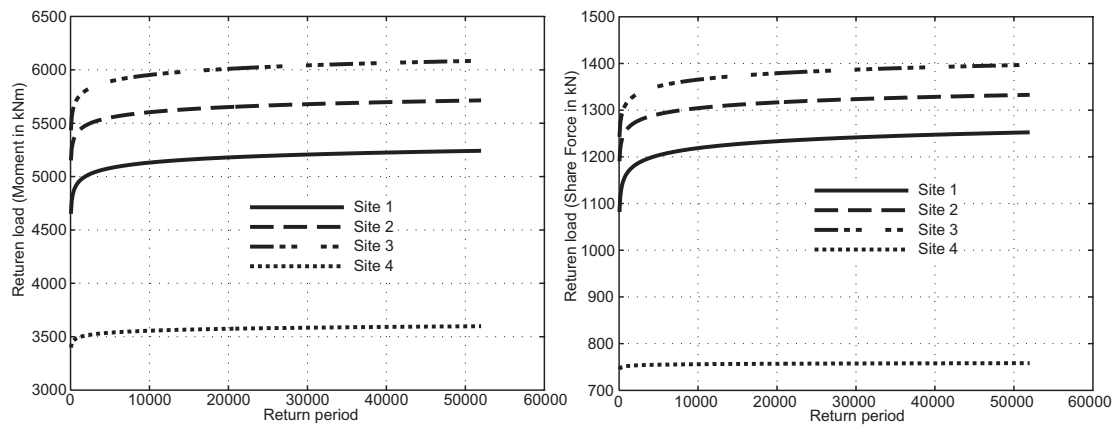 6500
6000
5500
5000
4500
4000
3500
3000
Returen load (Moment in kNm)
Site 1
Site 2
Site 3
Site 4
0 10000 20000 30000 40000 50000 60000
Return period
1500
1400
1300
1200
1100
1000
900
800
700
Returen load (Share Force in kN)
Site 1
Site 2
Site 3
Site 4
0 10000 20000 30000 40000 50000 60000
Return period